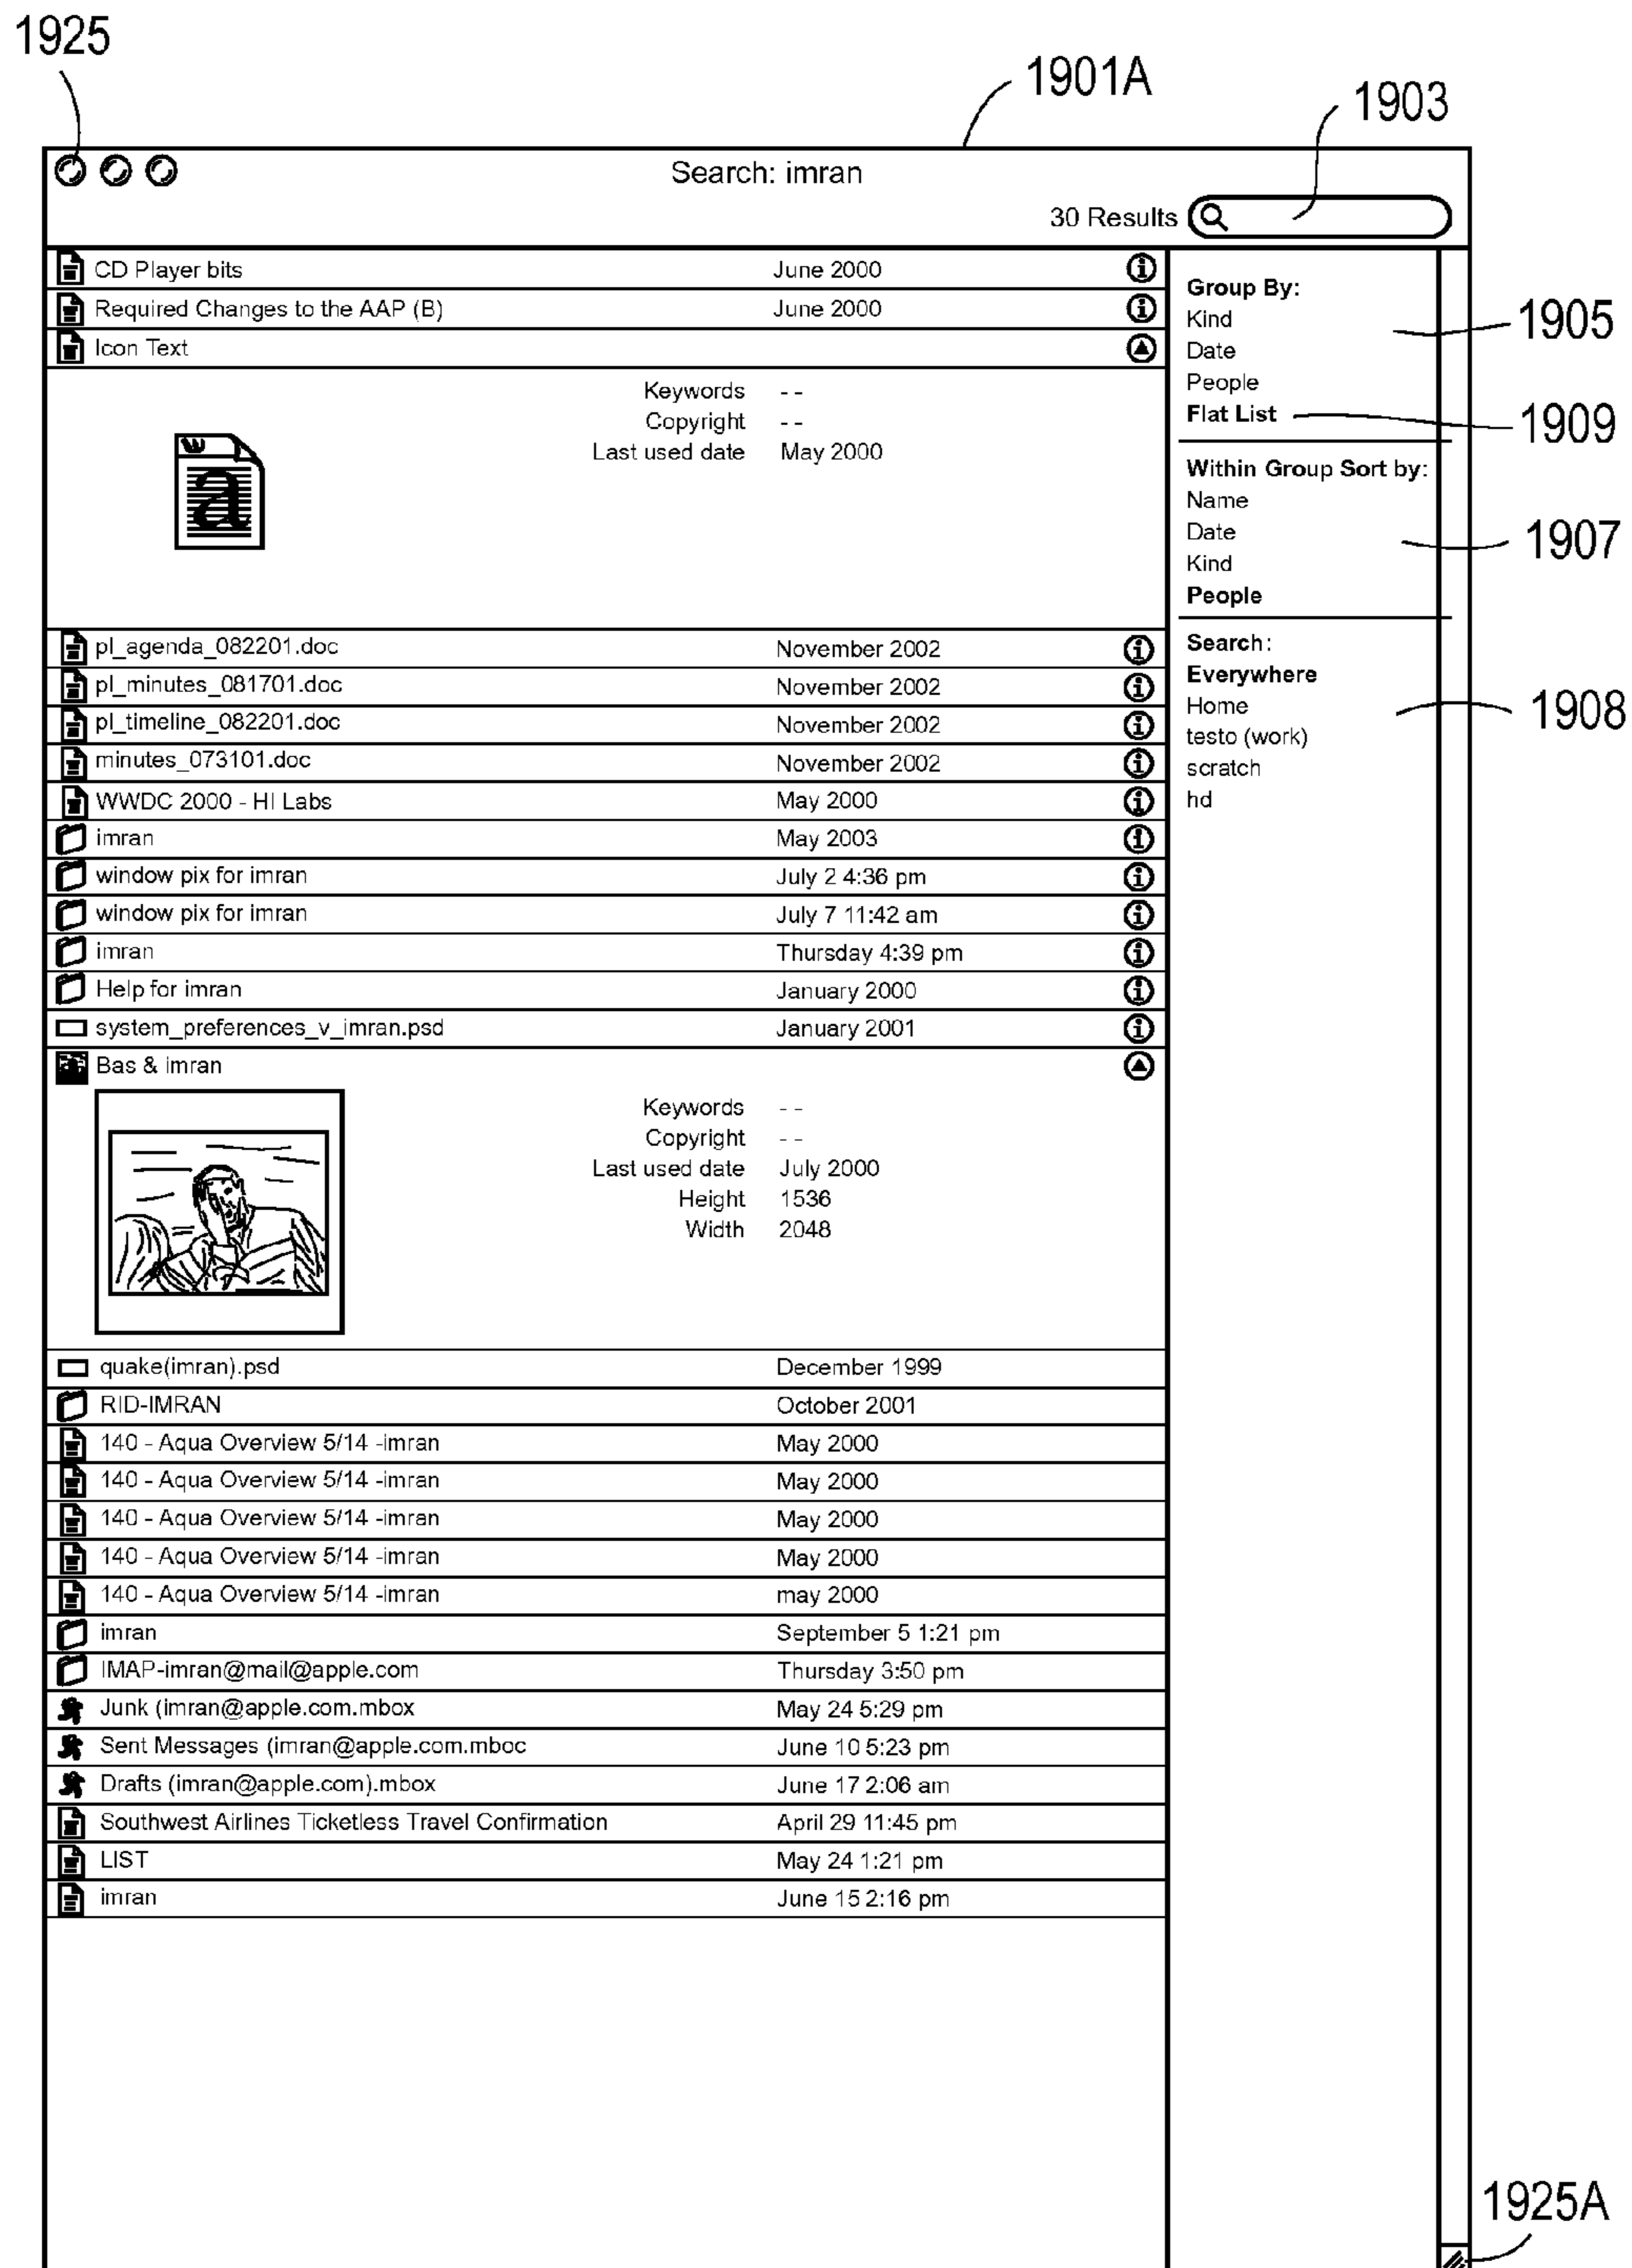 1925
1901A
1903
Search: imran
30 Results
CD Player bits June 2000
Required Changes to the AAP (B) June 2000
Icon Text
Keywords - -
Copyright - -
Last used date May 2000
W
a
pl_agenda_082201.doc November 2002
pl_minutes_081701.doc November 2002
pl_timeline_082201.doc November 2002
minutes_073101.doc November 2002
WWDC 2000 - HI Labs May 2000
imran May 2003
window pix for imran July 2 4:36 pm
window pix for imran July 7 11:42 am
imran Thursday 4:39 pm
Help for imran January 2000
system_preferences_v_imran.psd January 2001
Bas & imran
Keywords - -
Copyright - -
Last used date July 2000
Height 1536
Width 2048
quake(imran).psd December 1999
RID-IMRAN October 2001
140 - Aqua Overview 5/14 -imran May 2000
140 - Aqua Overview 5/14 -imran May 2000
140 - Aqua Overview 5/14 -imran May 2000
140 - Aqua Overview 5/14 -imran May 2000
140 - Aqua Overview 5/14 -imran may 2000
imran September 5 1:21 pm
IMAP-imran@mail@apple.com Thursday 3:50 pm
Junk (imran@apple.com.mbox May 24 5:29 pm
Sent Messages (imran@apple.com.mboc June 10 5:23 pm
Drafts (imran@apple.com).mbox June 17 2:06 am
Southwest Airlines Ticketless Travel Confirmation April 29 11:45 pm
LIST May 24 1:21 pm
imran June 15 2:16 pm
Group By:
Kind
Date
People
Flat List
Within Group Sort by:
Name
Date
Kind
People
Search:
Everywhere
Home
testo (work)
scratch
hd
1905
1909
1907
1908
1925A